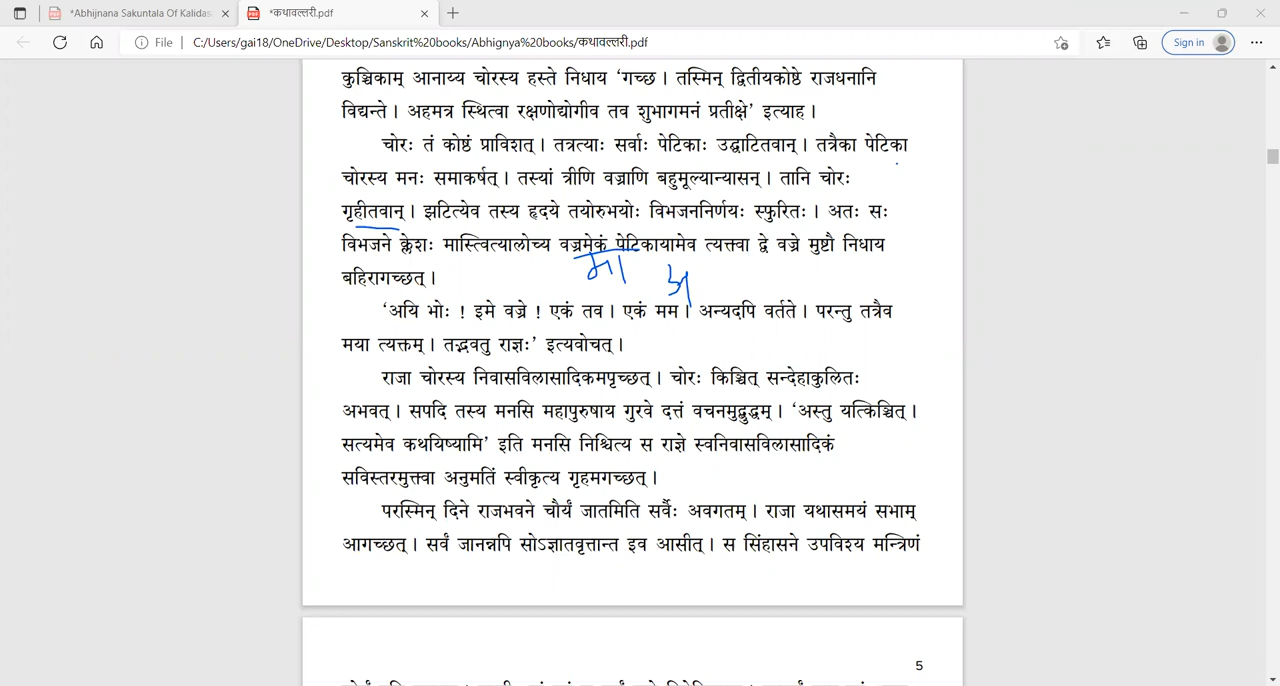 *Abhijnana Sakuntala Of Kalidas
*कथावल्लरी.pdf
File
C:/Users/gai18/OneDrive/Desktop/Sanskrit%20books/Abhignya%20books/कथावल्लरी.pdf
Sign in
कुञ्चिकाम् आनाय्य चोरस्य हस्ते निधाय ‘गच्छ। तस्मिन् द्वितीयकोष्ठे राजधनानि
विद्यन्ते। अहमत्र स्थित्वा रक्षणोद्योगीव तव शुभागमनं प्रतीक्षे’ इत्याह।
चोरः तं कोष्ठं प्राविशत्। तत्रत्याः सर्वाः पेटिकाः उद्घाटितवान्। तत्रैका पेटिका
चोरस्य मनः समाकर्षत्। तस्यां त्रीणि वज्राणि बहुमूल्यान्यासन्। तानि चोरः
गृहीतवान्। झटित्येव तस्य हृदये तयोरुभयोः विभजननिर्णयः स्फुरितः। अतः सः
विभजने क्लेशः मास्त्वित्यालोच्य वज्रमेकं पेटिकायामेव त्यक्त्वा द्वे वज्रे मुष्टौ निधाय
मा
बहिरागच्छत्।
‘अयि भोः ! इमे वज्रे ! एकं तव। एकं मम। अन्यदपि वर्तते। परन्तु तत्रैव
मया त्यक्तम्। तद्भवतु राज्ञः’ इत्यवोचत्।
राजा चोरस्य निवासविलासादिकमपृच्छत्। चोरः किञ्चित् सन्देहाकुलितः
अभवत्। सपदि तस्य मनसि महापुरुषाय गुरवे दत्तं वचनमुद्बुद्धम्। ‘अस्तु यत्किञ्चित्।
सत्यमेव कथयिष्यामि’ इति मनसि निश्चित्य स राज्ञे स्वनिवासविलासादिकं
सविस्तरमुक्त्वा अनुमतिं स्वीकृत्य गृहमगच्छत्।
परस्मिन् दिने राजभवने चौर्यं जातमिति सर्वैः अवगतम्। राजा यथासमयं सभाम्
आगच्छत्। सर्वं जानन्नपि सोऽज्ञातवृत्तान्त इव आसीत्। स सिंहासने उपविश्य मन्त्रिणं
5